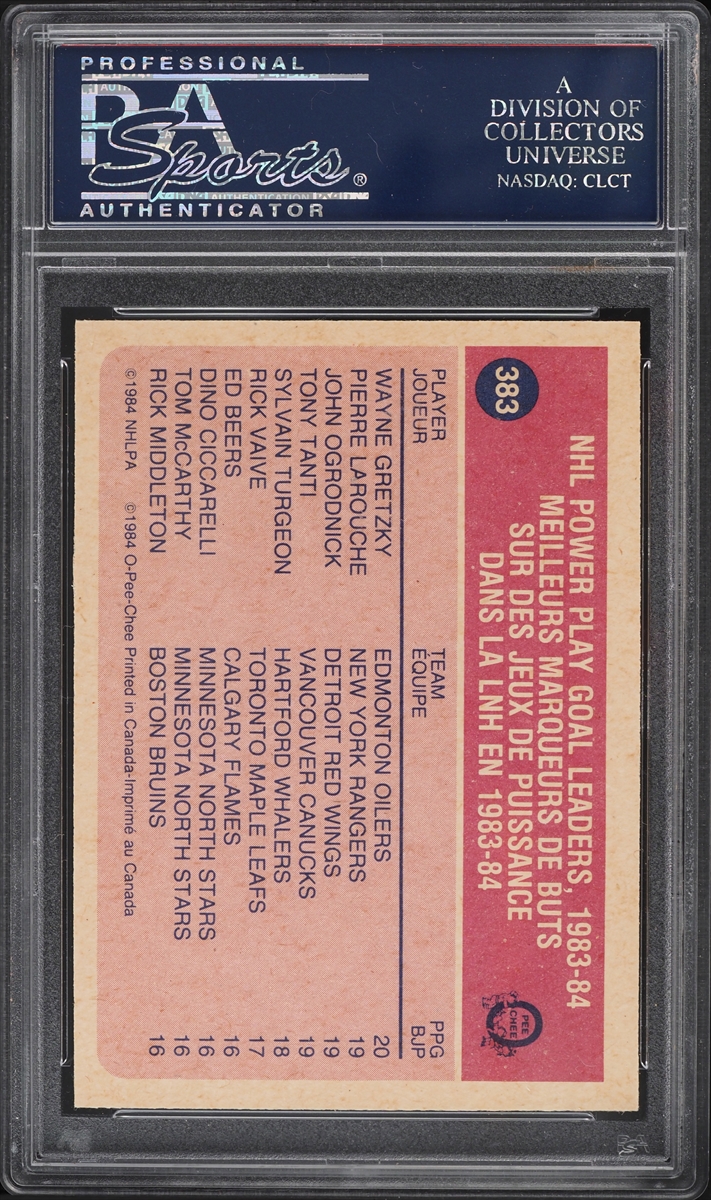 PROFESSIONAL
PSA
Sports®
AUTHENTICATOR
A
DIVISION OF
COLLECTORS
UNIVERSE
NASDAQ: CLCT
383
NHL POWER PLAY GOAL LEADERS, 1983-84
MEILLEURS MARQUEURS DE BUTS
SUR DES JEUX DE PUISSANCE
DANS LA LNH EN 1983-84
O
PEE
CHEE
PLAYER TEAM PPG
JOUEUR ÉQUIPE BJP
WAYNE GRETZKY EDMONTON OILERS 20
PIERRE LAROUCHE NEW YORK RANGERS 19
JOHN OGRODNICK DETROIT RED WINGS 19
TONY TANTI VANCOUVER CANUCKS 19
SYLVAIN TURGEON HARTFORD WHALERS 18
RICK VAIVE TORONTO MAPLE LEAFS 17
ED BEERS CALGARY FLAMES 16
DINO CICCARELLI MINNESOTA NORTH STARS 16
TOM McCARTHY MINNESOTA NORTH STARS 16
RICK MIDDLETON BOSTON BRUINS 16
©1984 NHLPA ©1984 O-Pee-Chee Printed in Canada-Imprimé au Canada